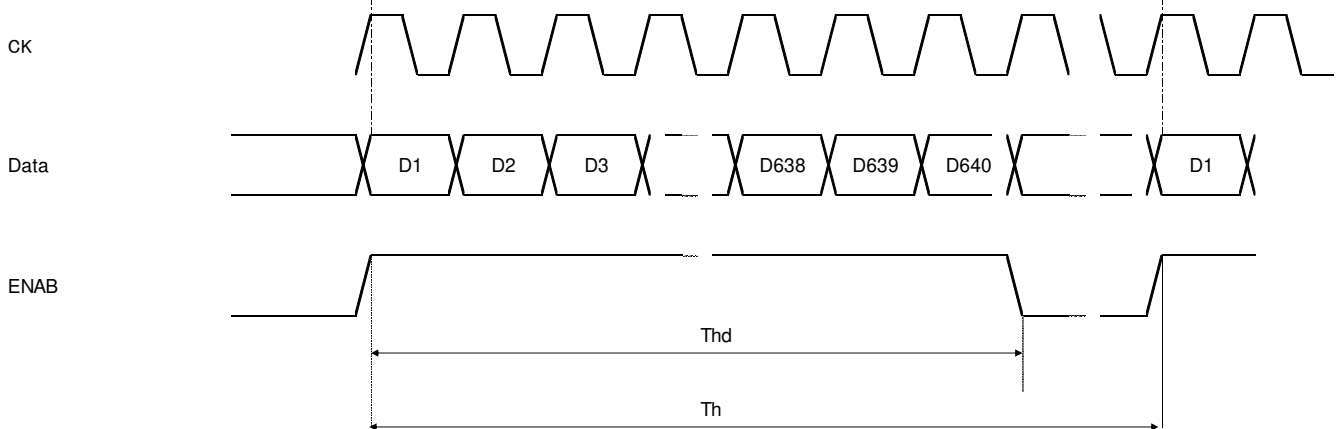 CK
Data
D1
D2
D3
D638
D639
D640
D1
ENAB
Thd
Th